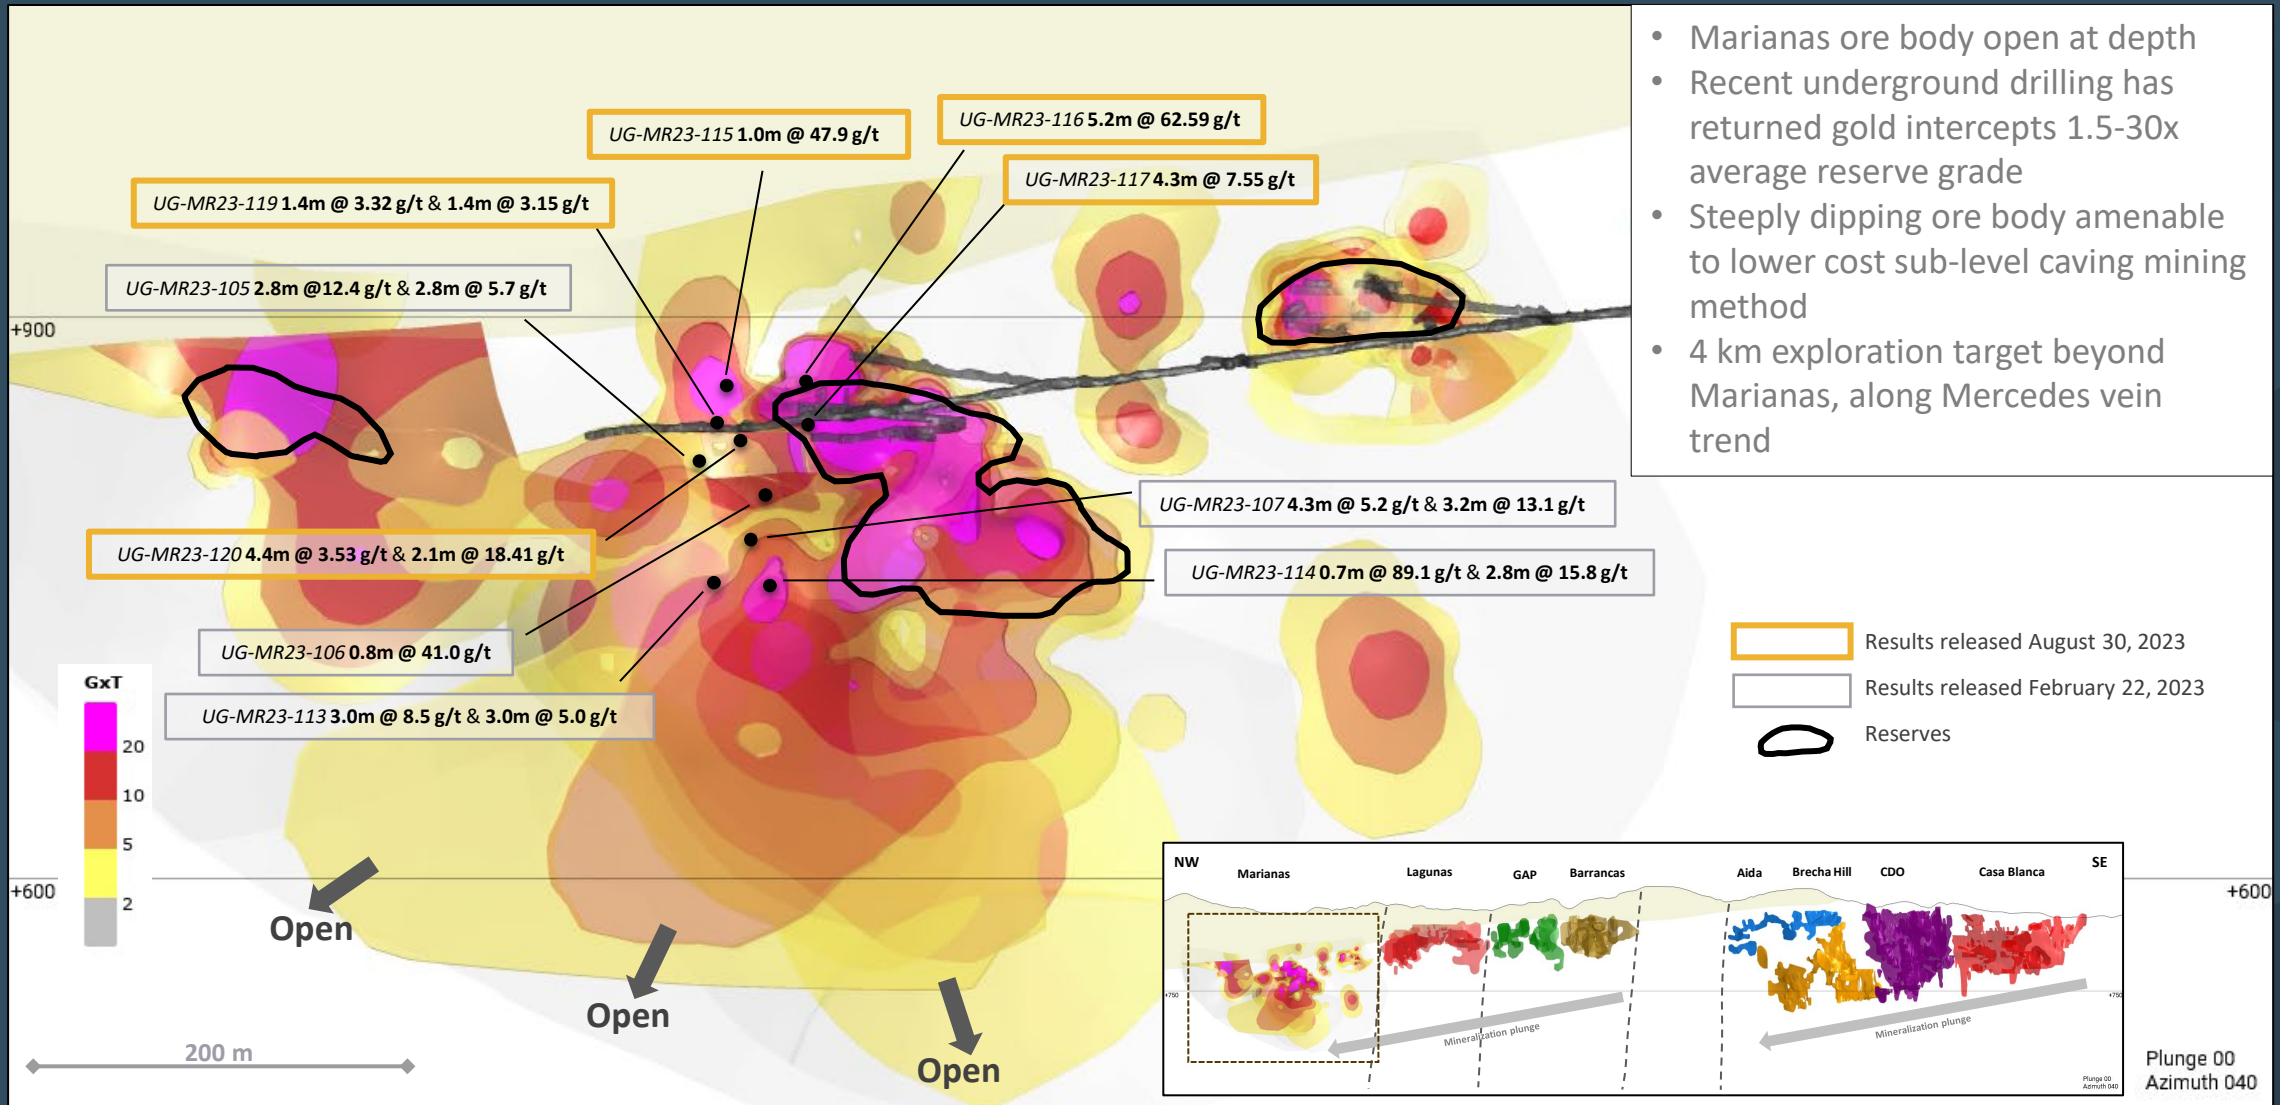 • Marianas ore body open at depth
• Recent underground drilling has
returned gold intercepts 1.5-30x
average reserve grade
• Steeply dipping ore body amenable
to lower cost sub-level caving mining
method
• 4 km exploration target beyond
Marianas, along Mercedes vein
trend
UG-MR23-116 5.2m @ 62.59 g/t
UG-MR23-115 1.0m @ 47.9 g/t
UG-MR23-117 4.3m @ 7.55 g/t
UG-MR23-119 1.4m @ 3.32 g/t & 1.4m @ 3.15 g/t
UG-MR23-105 2.8m @12.4 g/t & 2.8m @ 5.7 g/t
+900
UG-MR23-107 4.3m @ 5.2 g/t & 3.2m @ 13.1 g/t
UG-MR23-120 4.4m @ 3.53 g/t & 2.1m @ 18.41 g/t
UG-MR23-114 0.7m @ 89.1 g/t & 2.8m @ 15.8 g/t
UG-MR23-106 0.8m @ 41.0 g/t
UG-MR23-113 3.0m @ 8.5 g/t & 3.0m @ 5.0 g/t
Results released August 30, 2023
Results released February 22, 2023
Reserves
GxT
20
10
5
2
+600
+600
Open
Open
Open
200 m
NW
SE
Marianas
Lagunas
GAP
Barrancas
Aida
Brecha Hill
CDO
Casa Blanca
+750
+750
Mineralization plunge
Mineralization plunge
Plunge 00
Azimuth 040
Plunge 00
Azimuth 040